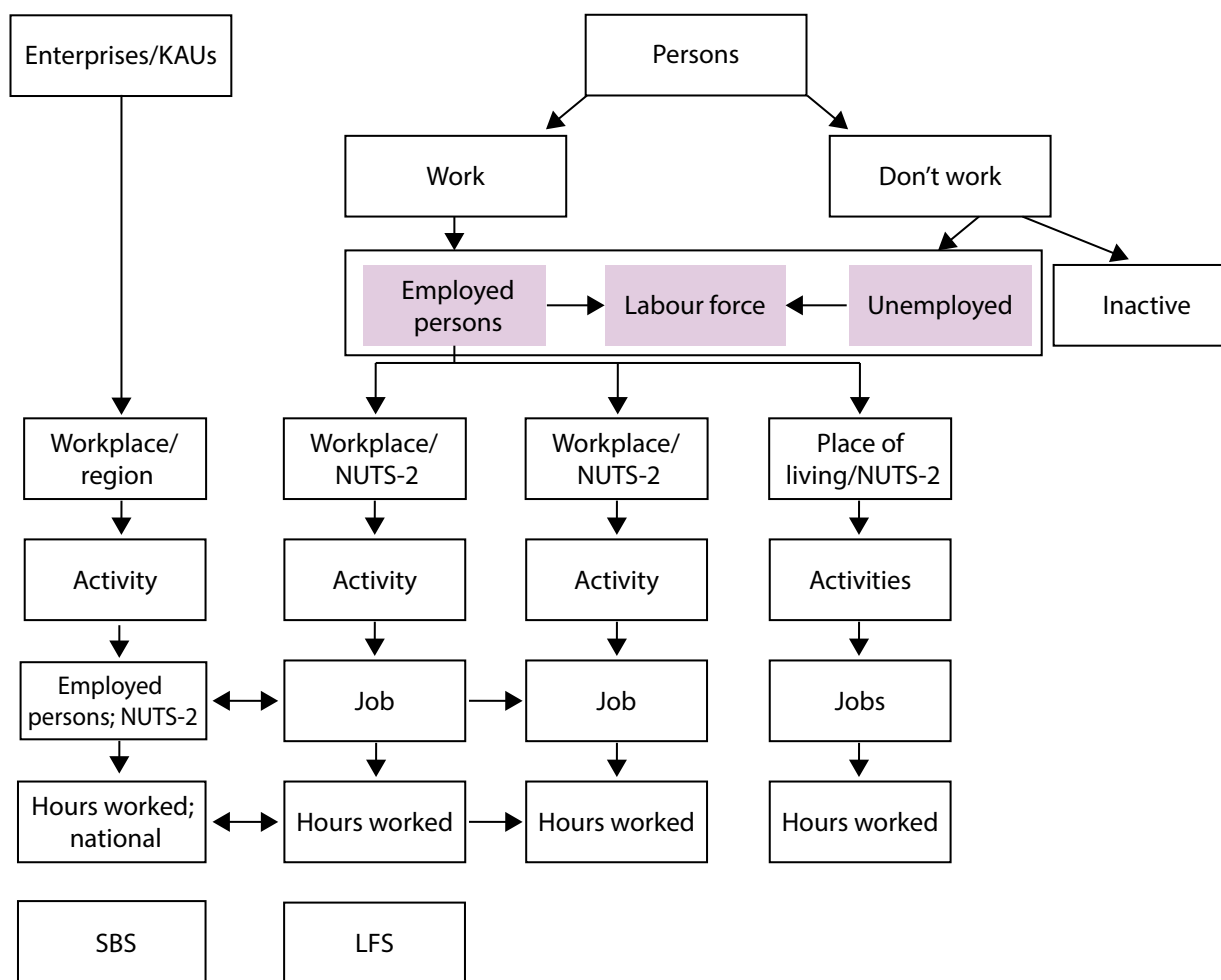 Enterprises/KAUs
Persons
Work
Don't work
Employed
persons
Labour force
Unemployed
Inactive
Workplace/
region
Workplace/
NUTS-2
Workplace/
NUTS-2
Place of
living/NUTS-2
Activity
Activity
Activity
Activities
Employed
persons; NUTS-2
Job
Job
Jobs
Hours worked;
national
Hours worked
Hours worked
Hours worked
SBS
LFS